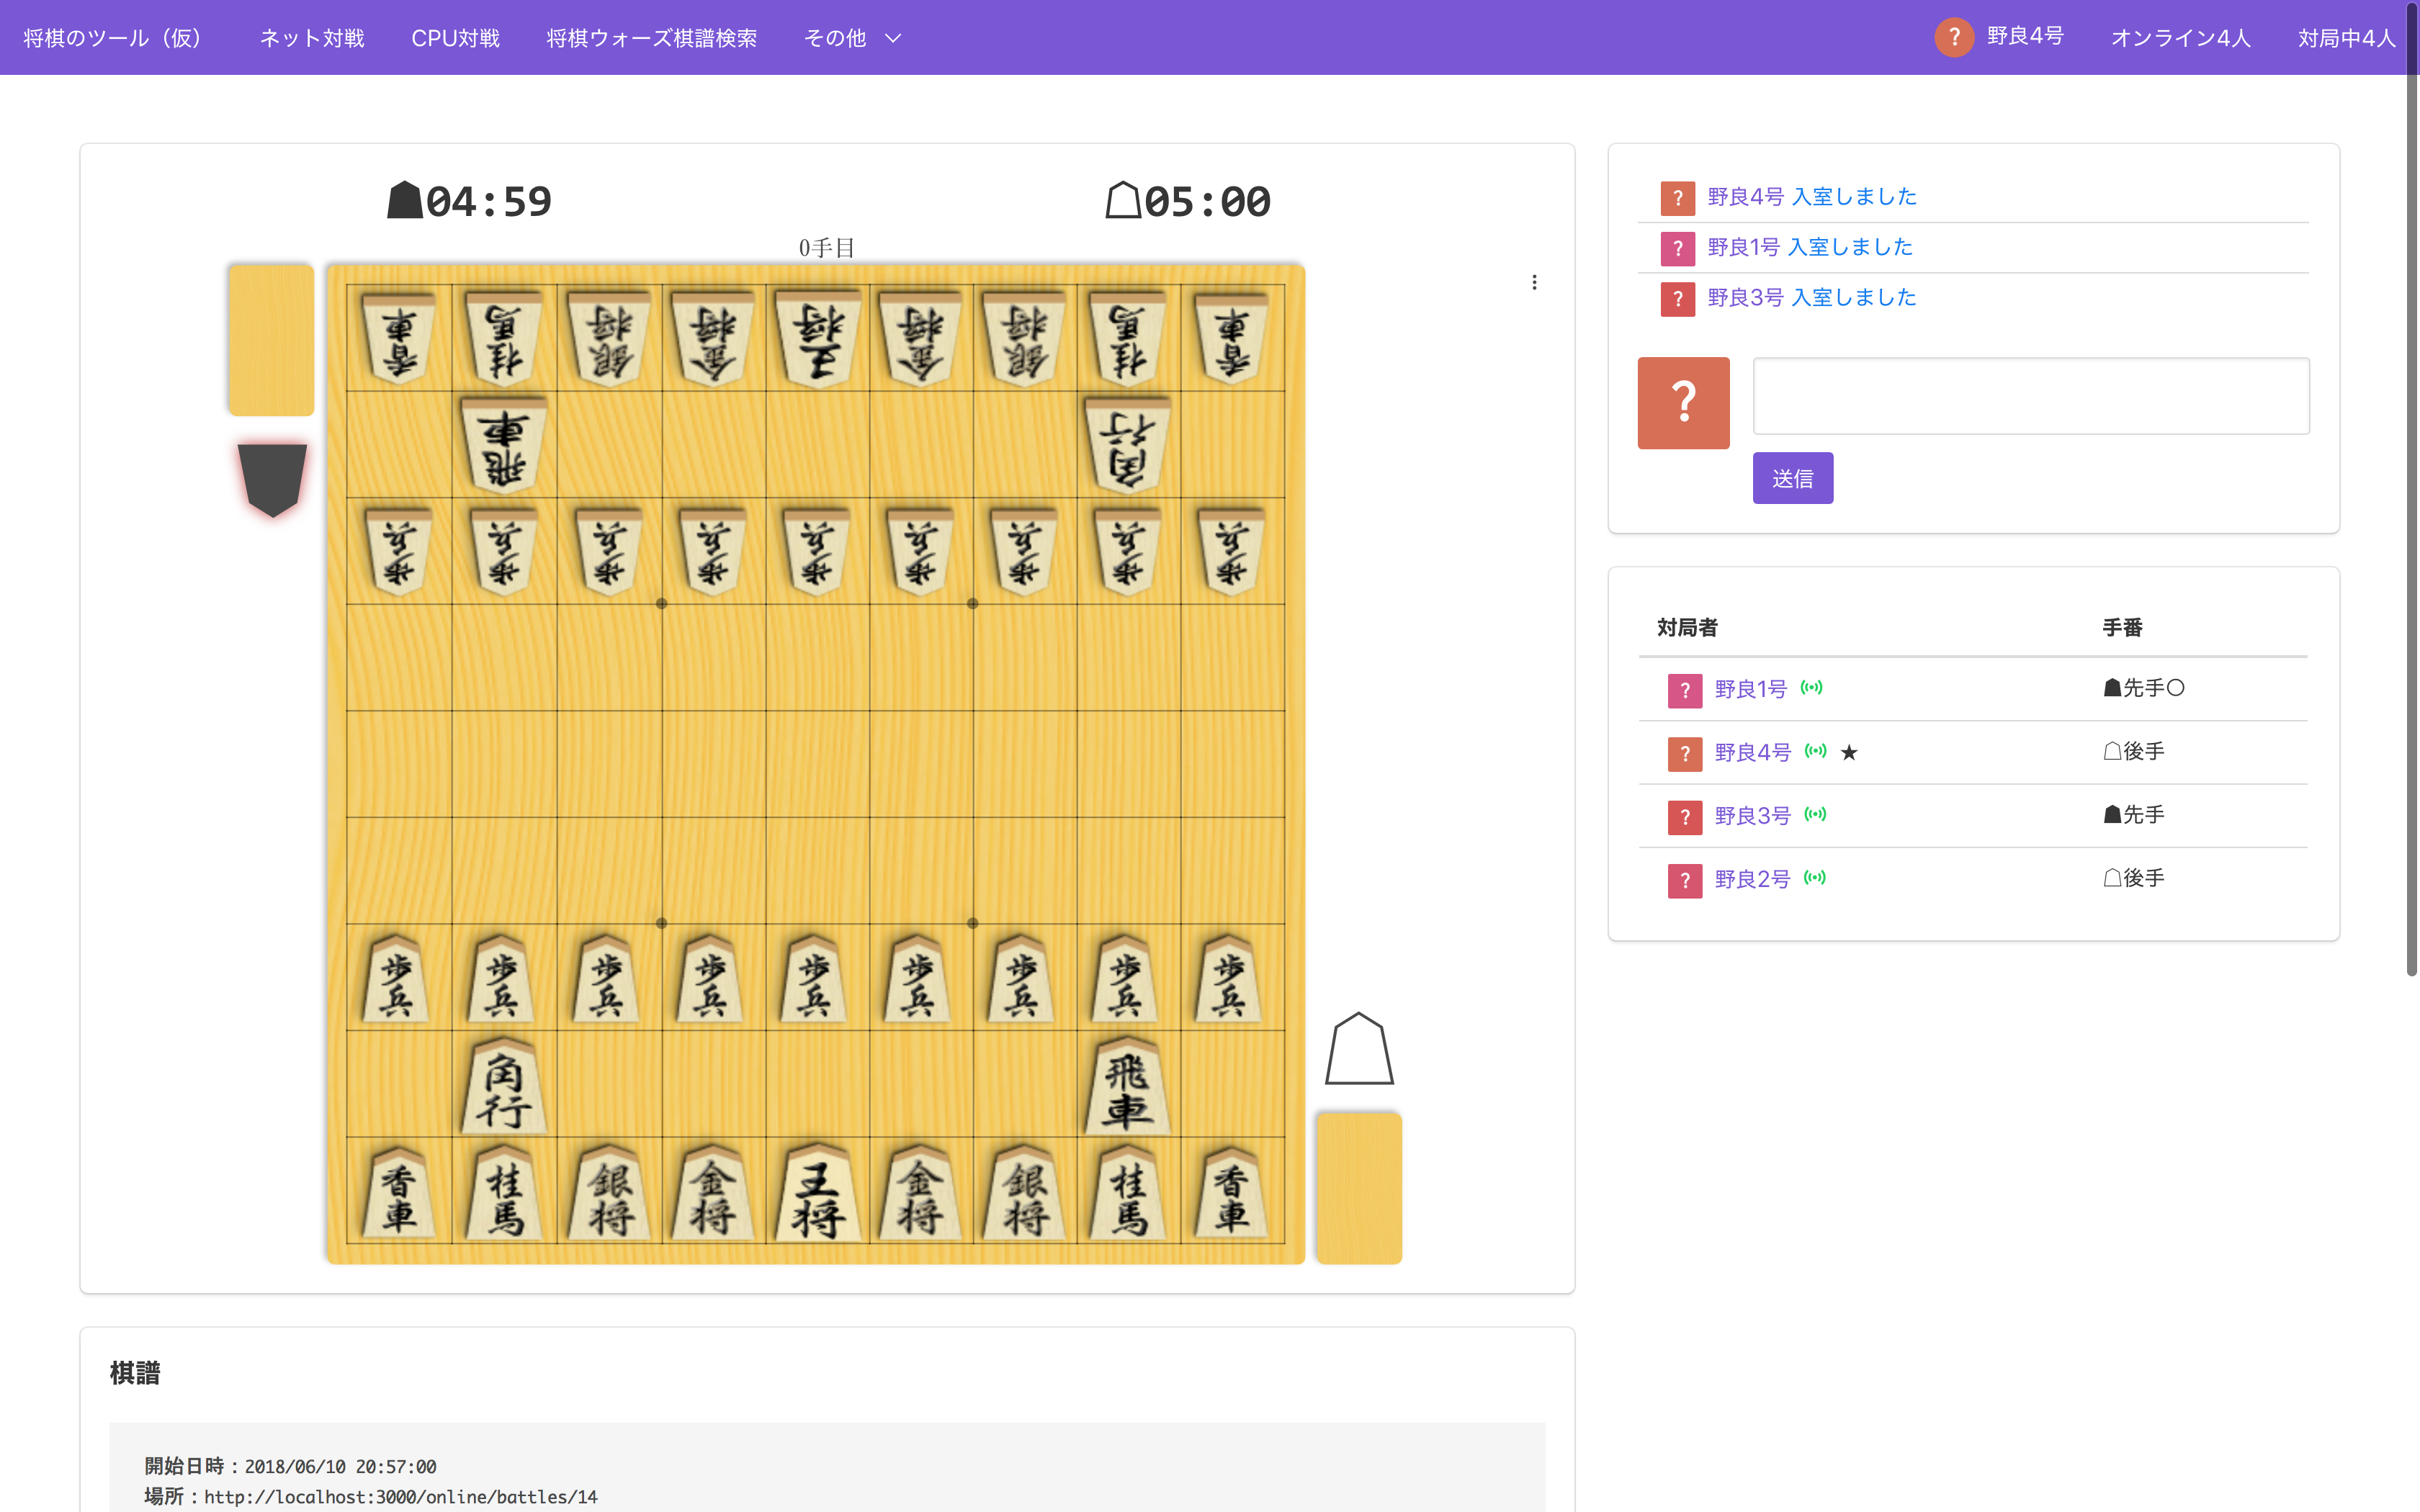 将棋のツール（仮） ネット対戦 CPU対戦 将棋ウォーズ棋譜検索 その他 ? 野良4号 オンライン4人 対局中4人
☗04:59 ☖05:00
0手目
香車 桂馬 銀将 金将 王将 金将 銀将 桂馬 香車
飛車 角行
歩兵 歩兵 歩兵 歩兵 歩兵 歩兵 歩兵 歩兵 歩兵
歩兵 歩兵 歩兵 歩兵 歩兵 歩兵 歩兵 歩兵 歩兵
角行 飛車
香車 桂馬 銀将 金将 王将 金将 銀将 桂馬 香車
? 野良4号 入室しました
? 野良1号 入室しました
? 野良3号 入室しました
?
送信
対局者 手番
? 野良1号 ☗先手○
? 野良4号 ★ ☖後手
? 野良3号 ☗先手
? 野良2号 ☖後手
棋譜
開始日時：2018/06/10 20:57:00
場所：http://localhost:3000/online/battles/14